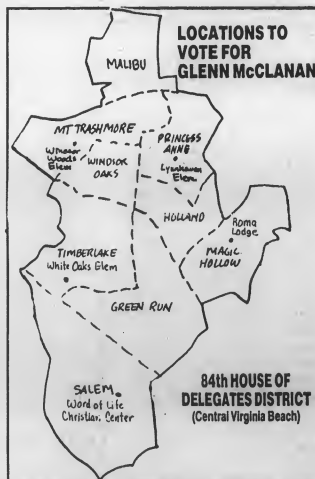 LOCATIONS TO
VOTE FOR
GLENN McCLANAN
MALIBU
MT TRASHMORE
Windsor
Woods
Elem
WINDSOR
OAKS
PRINCESS
ANNE
Lynnhaven
Elem.
HOLLAND
Roma
Lodge
MAGIC
HOLLOW
TIMBERLAKE
White Oaks Elem
GREEN RUN
SALEM
Word of Life
Christian Center
84th HOUSE OF
DELEGATES DISTRICT
(Central Virginia Beach)